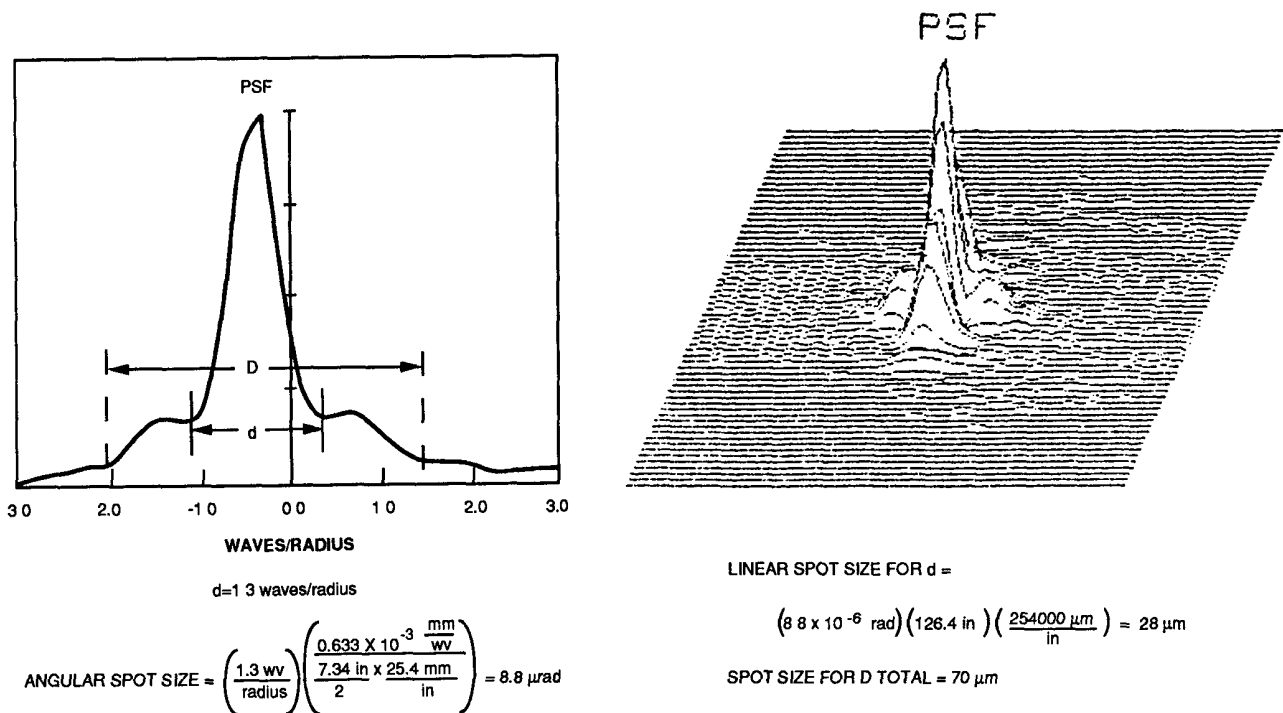 PSF
D
d
3 0 2.0 -1 0 0 0 1 0 2.0 3.0
WAVES/RADIUS
d=1 3 waves/radius
ANGULAR SPOT SIZE = (1.3 wv / radius) (0.633 X 10⁻³ mm/wv / 7.34 in / 2 x 25.4 mm / in) = 8.8 μrad
PSF
LINEAR SPOT SIZE FOR d =
(8 8 x 10⁻⁶ rad) (126.4 in ) ( 254000 μm / in ) = 28 μm
SPOT SIZE FOR D TOTAL = 70 μm